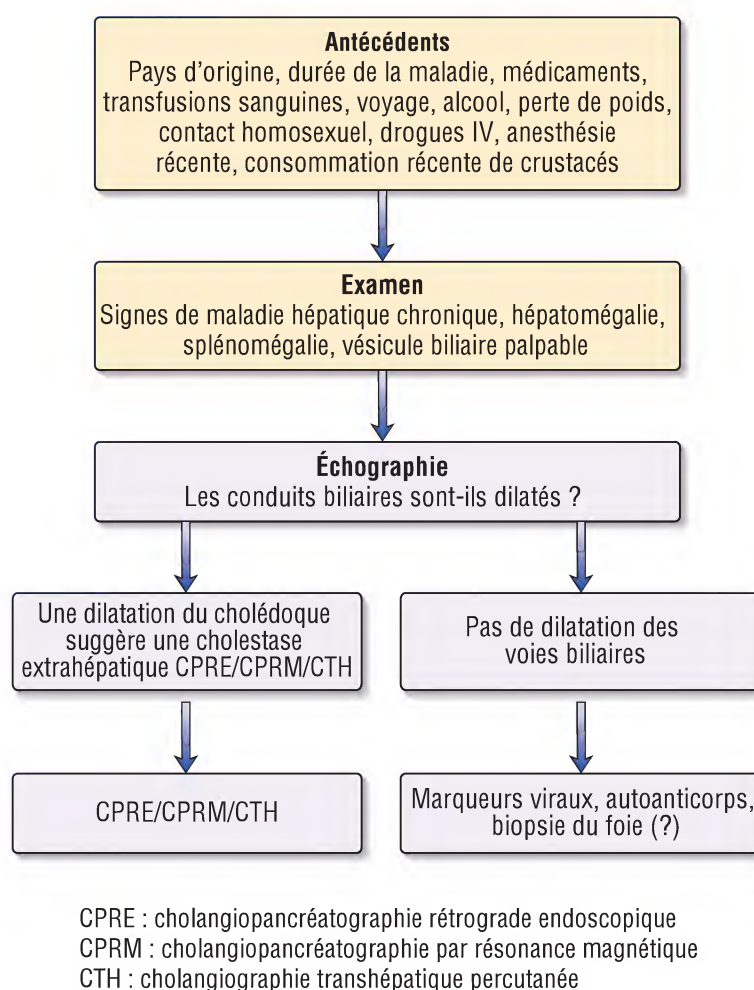 Antécédents
Pays d'origine, durée de la maladie, médicaments,
transfusions sanguines, voyage, alcool, perte de poids,
contact homosexuel, drogues IV, anesthésie
récente, consommation récente de crustacés
Examen
Signes de maladie hépatique chronique, hépatomégalie,
splénomégalie, vésicule biliaire palpable
Échographie
Les conduits biliaires sont-ils dilatés ?
Une dilatation du cholédoque
suggère une cholestase
extrahépatique CPRE/CPRM/CTH
Pas de dilatation des
voies biliaires
CPRE/CPRM/CTH
Marqueurs viraux, autoanticorps,
biopsie du foie (?)
CPRE : cholangiopancréatographie rétrograde endoscopique
CPRM : cholangiopancréatographie par résonance magnétique
CTH : cholangiographie transhépatique percutanée